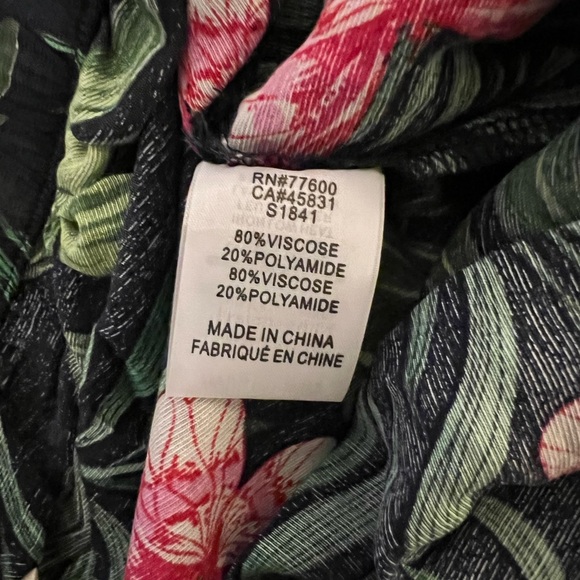 RN#77600
CA#45831
S1841
80%VISCOSE
20%POLYAMIDE
80%VISCOSE
20%POLYAMIDE
MADE IN CHINA
FABRIQUÉ EN CHINE